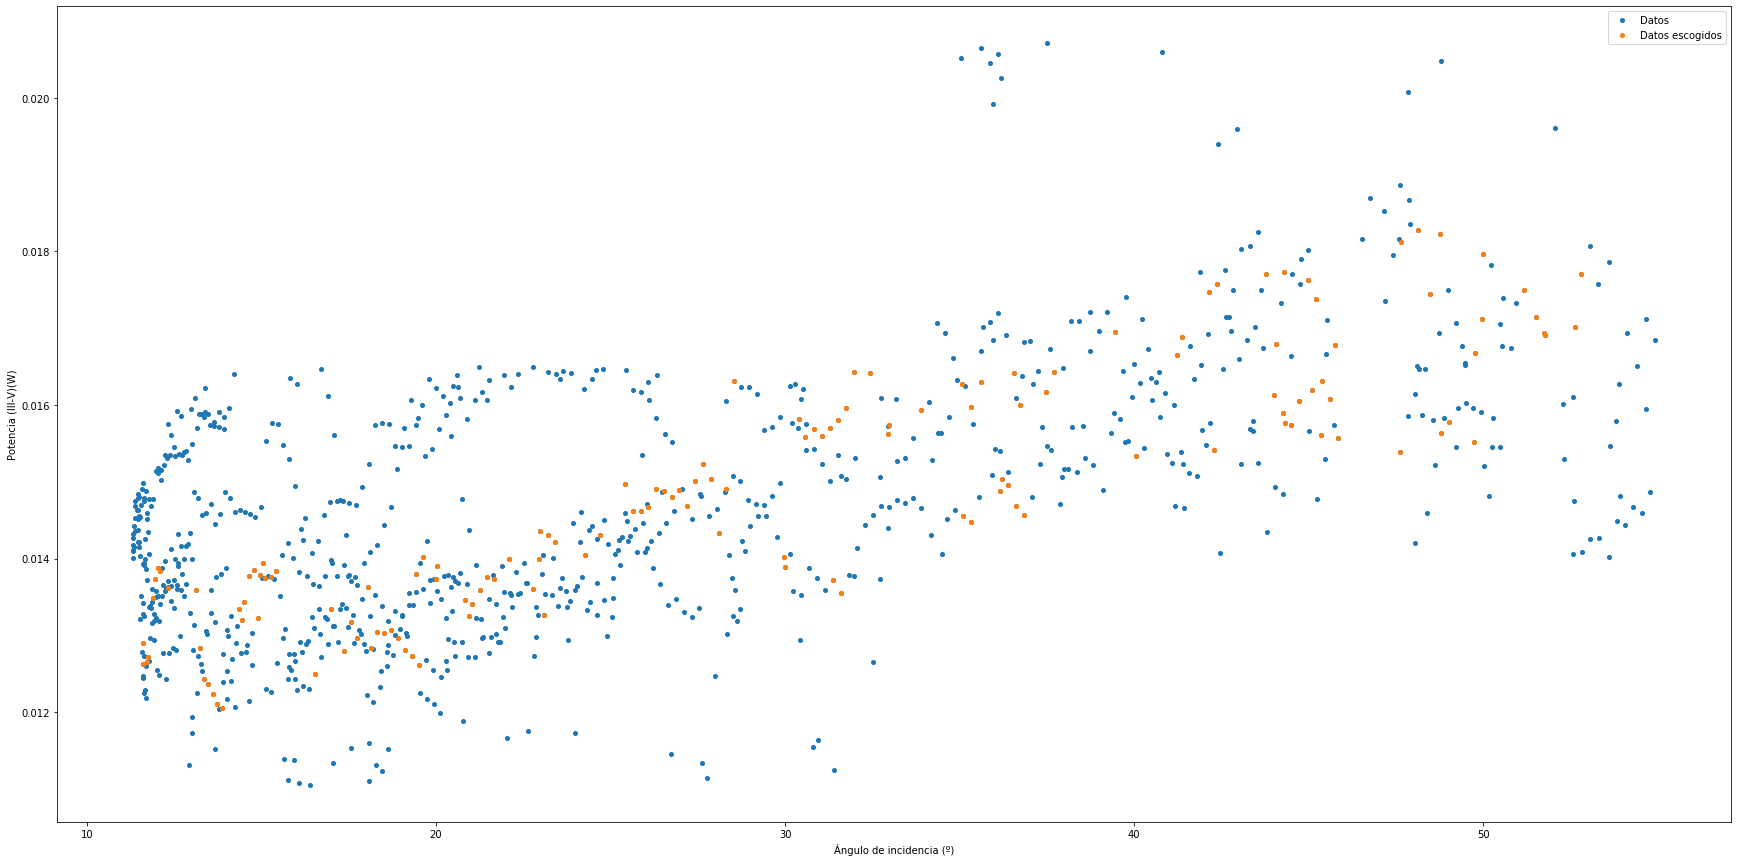 Datos
Datos escogidos
0.020
0.018
0.016
0.014
0.012
Potencia (III-V)(W)
10
20
30
40
50
Ángulo de incidencia (º)